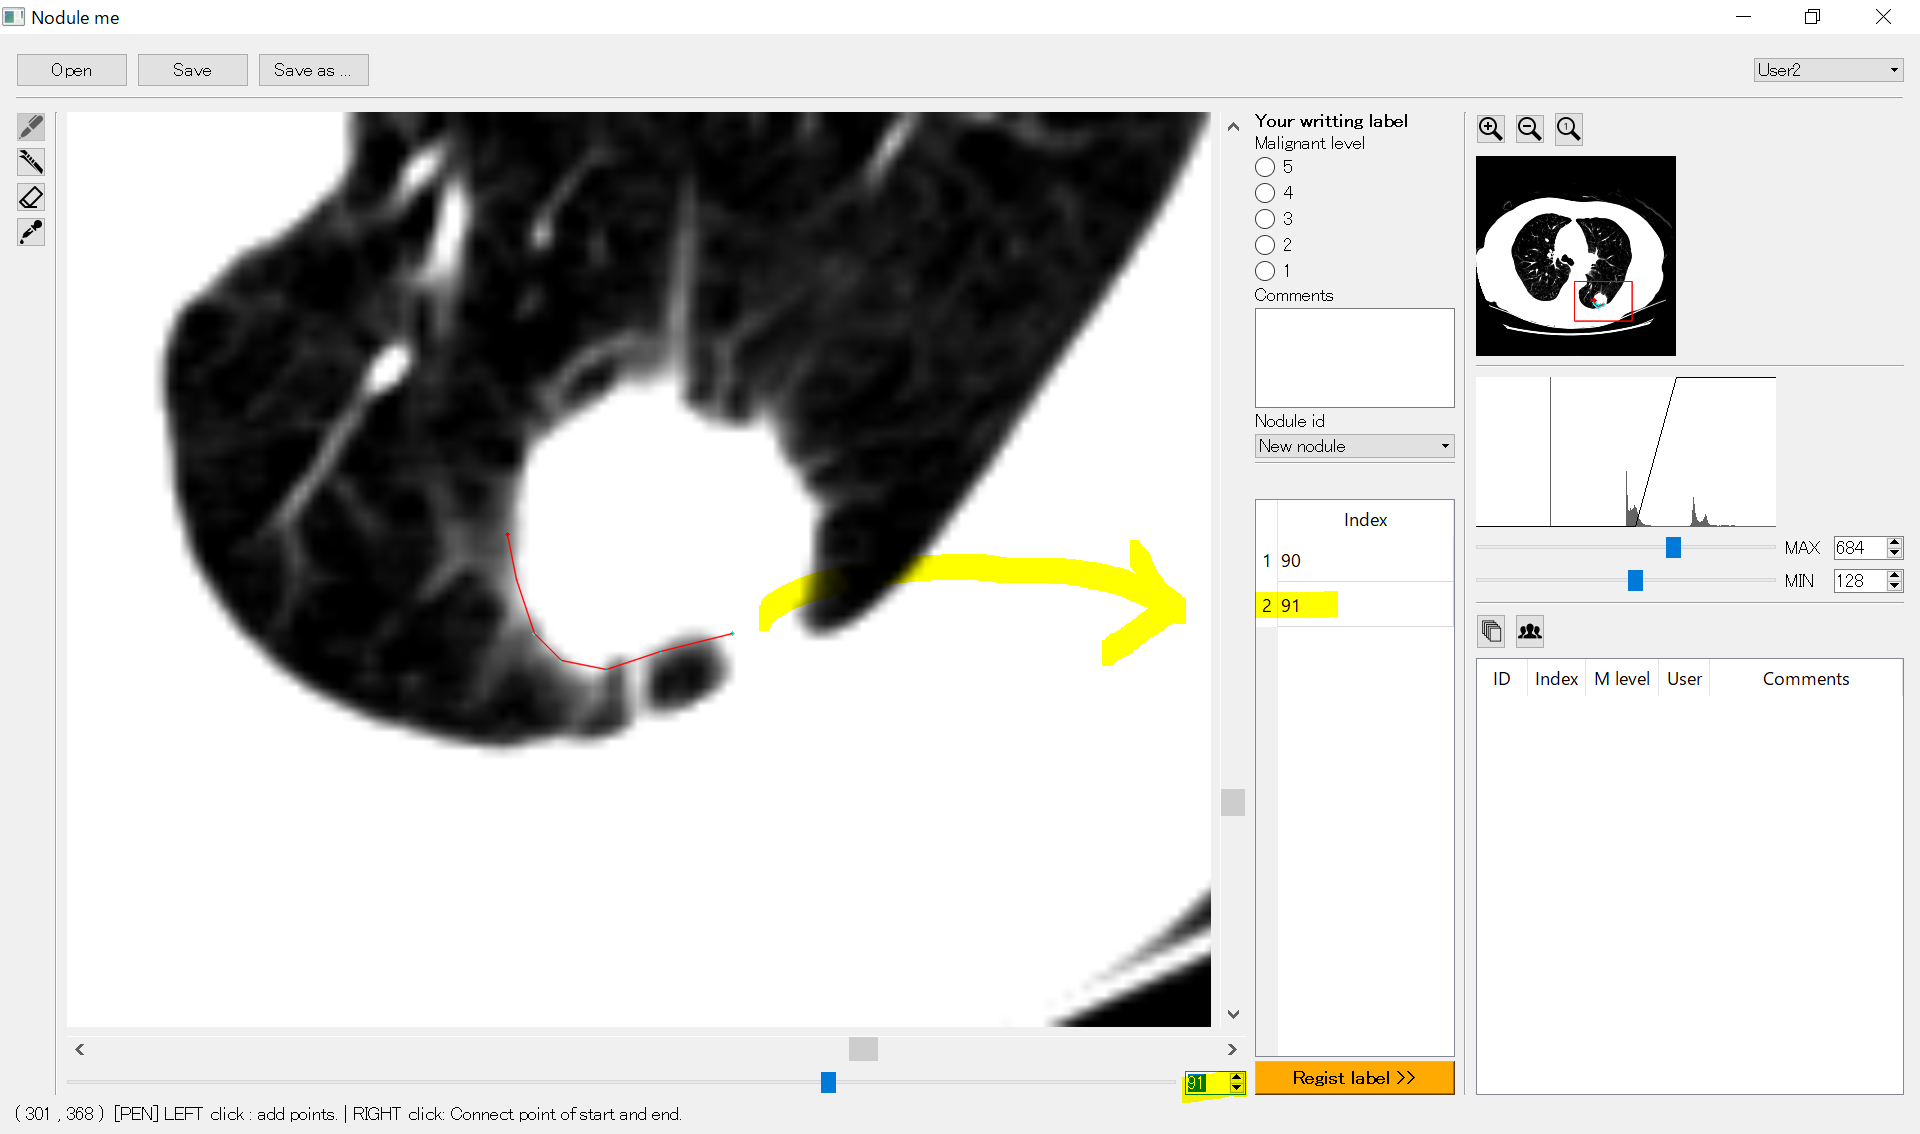 Nodule me
Open
Save
Save as ...
User2
Your writting label
Malignant level
5
4
3
2
1
Comments
Nodule id
New nodule
Index
1 90
2 91
Regist label >>
1
MAX 684
MIN 128
ID Index M level User Comments
91
( 301 , 368 ) [PEN] LEFT click : add points. | RIGHT click: Connect point of start and end.